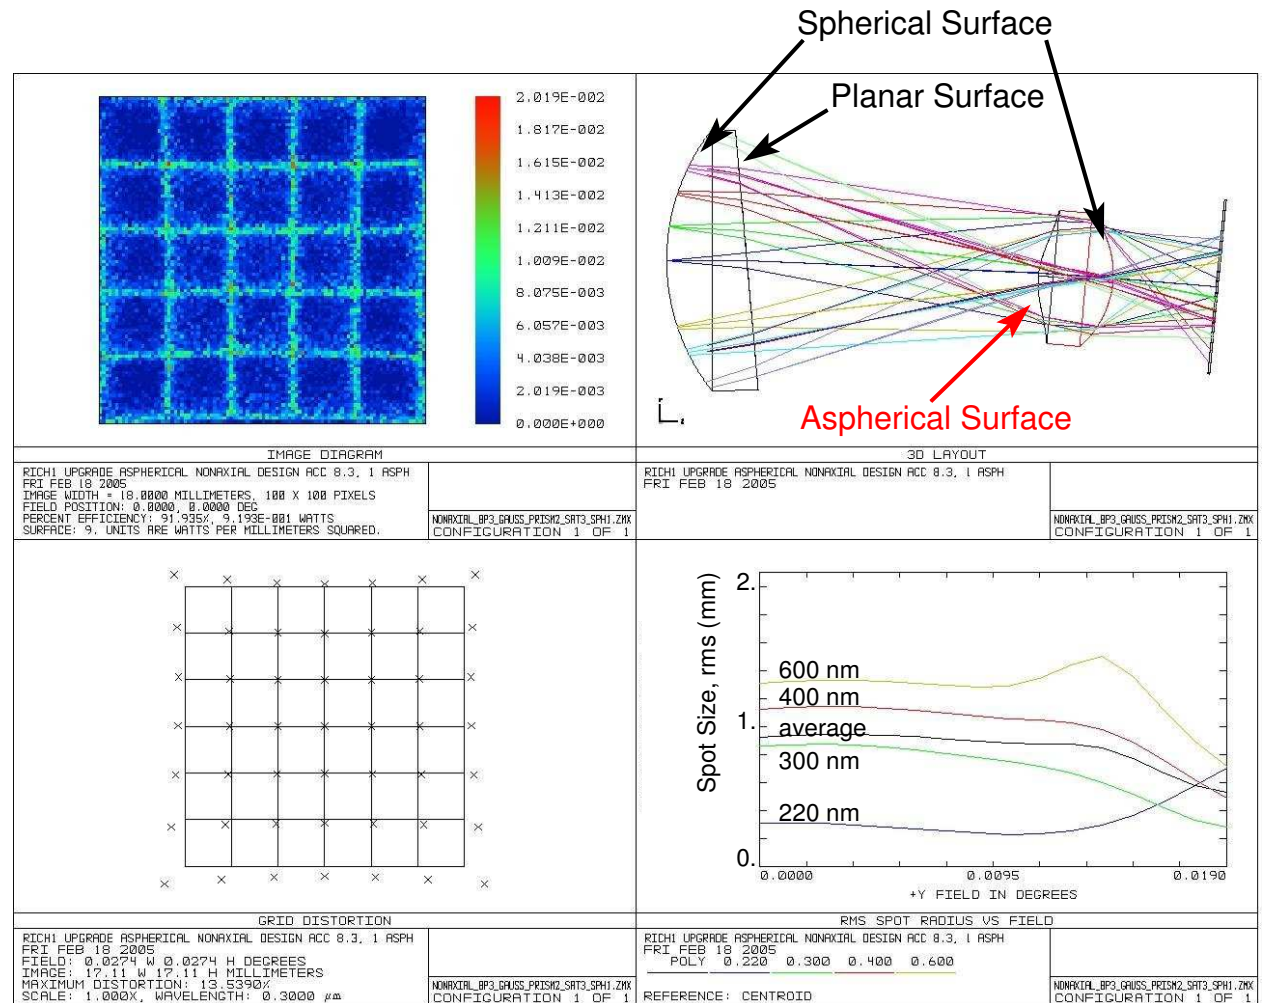 Spherical Surface
Planar Surface
Aspherical Surface
2.019E-002
1.817E-002
1.615E-002
1.413E-002
1.211E-002
1.009E-002
8.075E-003
6.057E-003
4.038E-003
2.019E-003
0.000E+000
IMAGE DIAGRAM
RICH1 UPGRADE ASPHERICAL NONAXIAL DESIGN ACC 8.3, 1 ASPH
FRI FEB 18 2005
IMAGE WIDTH = 18.0000 MILLIMETERS, 100 X 100 PIXELS
FIELD POSITION: 0.0000, 0.0000 DEG
PERCENT EFFICIENCY: 91.935%, 9.193E-001 WATTS
SURFACE: 9. UNITS ARE WATTS PER MILLIMETERS SQUARED.
NONAXIAL_BP3_GAUSS_PRISM2_SAT3_SPH1.ZMX
CONFIGURATION 1 OF 1
3D LAYOUT
RICH1 UPGRADE ASPHERICAL NONAXIAL DESIGN ACC 8.3, 1 ASPH
FRI FEB 18 2005
NONAXIAL_BP3_GAUSS_PRISM2_SAT3_SPH1.ZMX
CONFIGURATION 1 OF 1
GRID DISTORTION
RICH1 UPGRADE ASPHERICAL NONAXIAL DESIGN ACC 8.3, 1 ASPH
FRI FEB 18 2005
FIELD: 0.0274 W 0.0274 H DEGREES
IMAGE: 17.11 W 17.11 H MILLIMETERS
MAXIMUM DISTORTION: 13.5390%
SCALE: 1.000X, WAVELENGTH: 0.3000 µm
NONAXIAL_BP3_GAUSS_PRISM2_SAT3_SPH1.ZMX
CONFIGURATION 1 OF 1
Spot Size, rms (mm)
2.
1.
0.
600 nm
400 nm
average
300 nm
220 nm
0.0000
0.0095
0.0190
+Y FIELD IN DEGREES
RMS SPOT RADIUS VS FIELD
RICH1 UPGRADE ASPHERICAL NONAXIAL DESIGN ACC 8.3, 1 ASPH
FRI FEB 18 2005
POLY 0.220 0.300 0.400 0.600
REFERENCE: CENTROID
NONAXIAL_BP3_GAUSS_PRISM2_SAT3_SPH1.ZMX
CONFIGURATION 1 OF 1